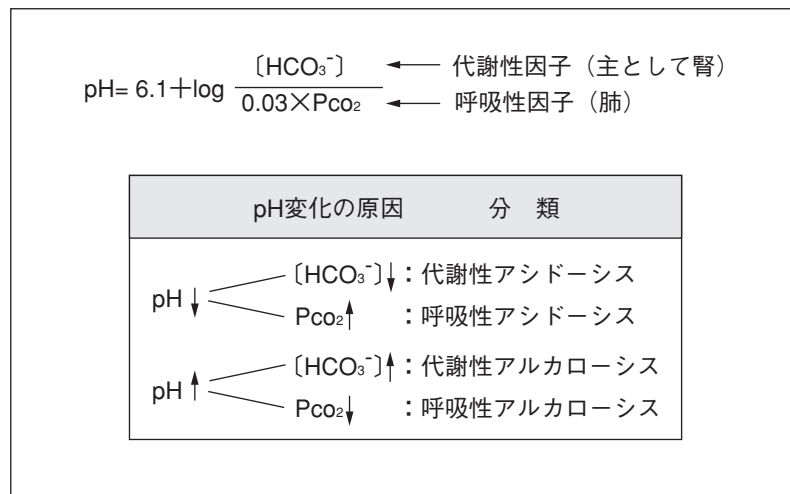 pH= 6.1+log 〔HCO₃⁻〕/0.03×Pco₂
〔HCO₃⁻〕 ← 代謝性因子（主として腎）
0.03×Pco₂ ← 呼吸性因子（肺）
pH変化の原因 分 類
pH↓
〔HCO₃⁻〕↓：代謝性アシドーシス
Pco₂↑ ：呼吸性アシドーシス
pH↑
〔HCO₃⁻〕↑：代謝性アルカローシス
Pco₂↓ ：呼吸性アルカローシス